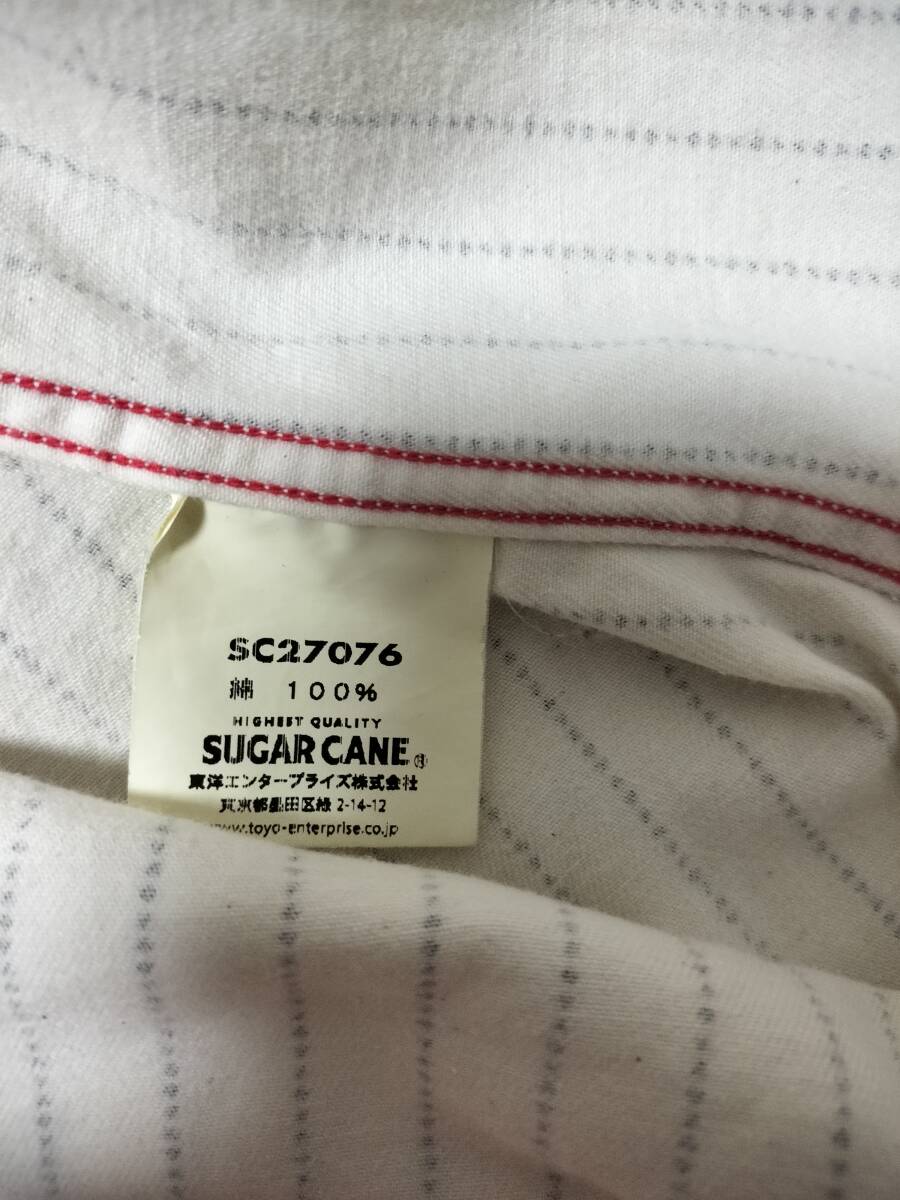 SC27076
綿 100%
HIGHEST QUALITY
SUGAR CANE®
東洋エンタープライズ株式会社
東京都墨田区緑 2-14-12
www.toyo-enterprise.co.jp